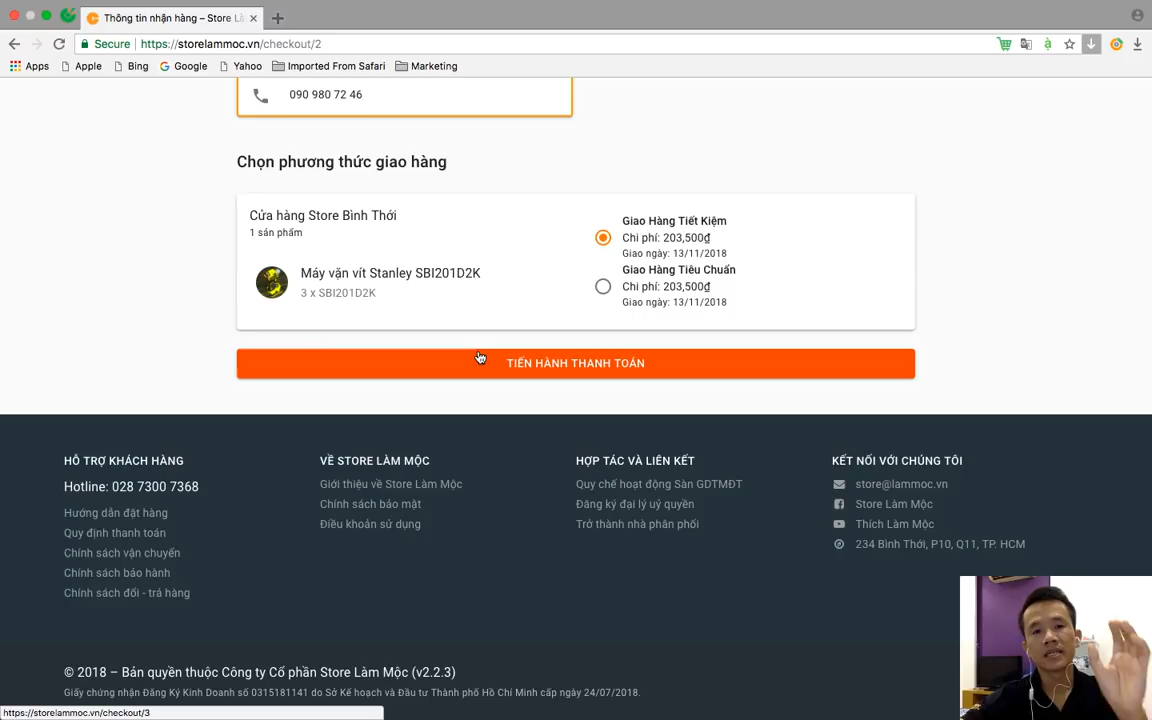 Thông tin nhận hàng – Store Là
Secure
https://storelammoc.vn/checkout/2
Apps
Apple
Bing
Google
Yahoo
Imported From Safari
Marketing
090 980 72 46
Chọn phương thức giao hàng
Cửa hàng Store Bình Thới
1 sản phẩm
Máy vặn vít Stanley SBI201D2K
3 x SBI201D2K
Giao Hàng Tiết Kiệm
Chi phí: 203,500₫
Giao ngày: 13/11/2018
Giao Hàng Tiêu Chuẩn
Chi phí: 203,500₫
Giao ngày: 13/11/2018
TIẾN HÀNH THANH TOÁN
HỖ TRỢ KHÁCH HÀNG
Hotline: 028 7300 7368
Hướng dẫn đặt hàng
Quy định thanh toán
Chính sách vận chuyển
Chính sách bảo hành
Chính sách đổi - trả hàng
VỀ STORE LÀM MỘC
Giới thiệu về Store Làm Mộc
Chính sách bảo mật
Điều khoản sử dụng
HỢP TÁC VÀ LIÊN KẾT
Quy chế hoạt động Sàn GDTMĐT
Đăng ký đại lý uỷ quyền
Trở thành nhà phân phối
KẾT NỐI VỚI CHÚNG TÔI
store@lammoc.vn
Store Làm Mộc
Thích Làm Mộc
234 Bình Thới, P10, Q11, TP. HCM
© 2018 – Bản quyền thuộc Công ty Cổ phần Store Làm Mộc (v2.2.3)
Giấy chứng nhận Đăng Ký Kinh Doanh số 0315181141 do Sở Kế hoạch và Đầu tư Thành phố Hồ Chí Minh cấp ngày 24/07/2018.
https://storelammoc.vn/checkout/3